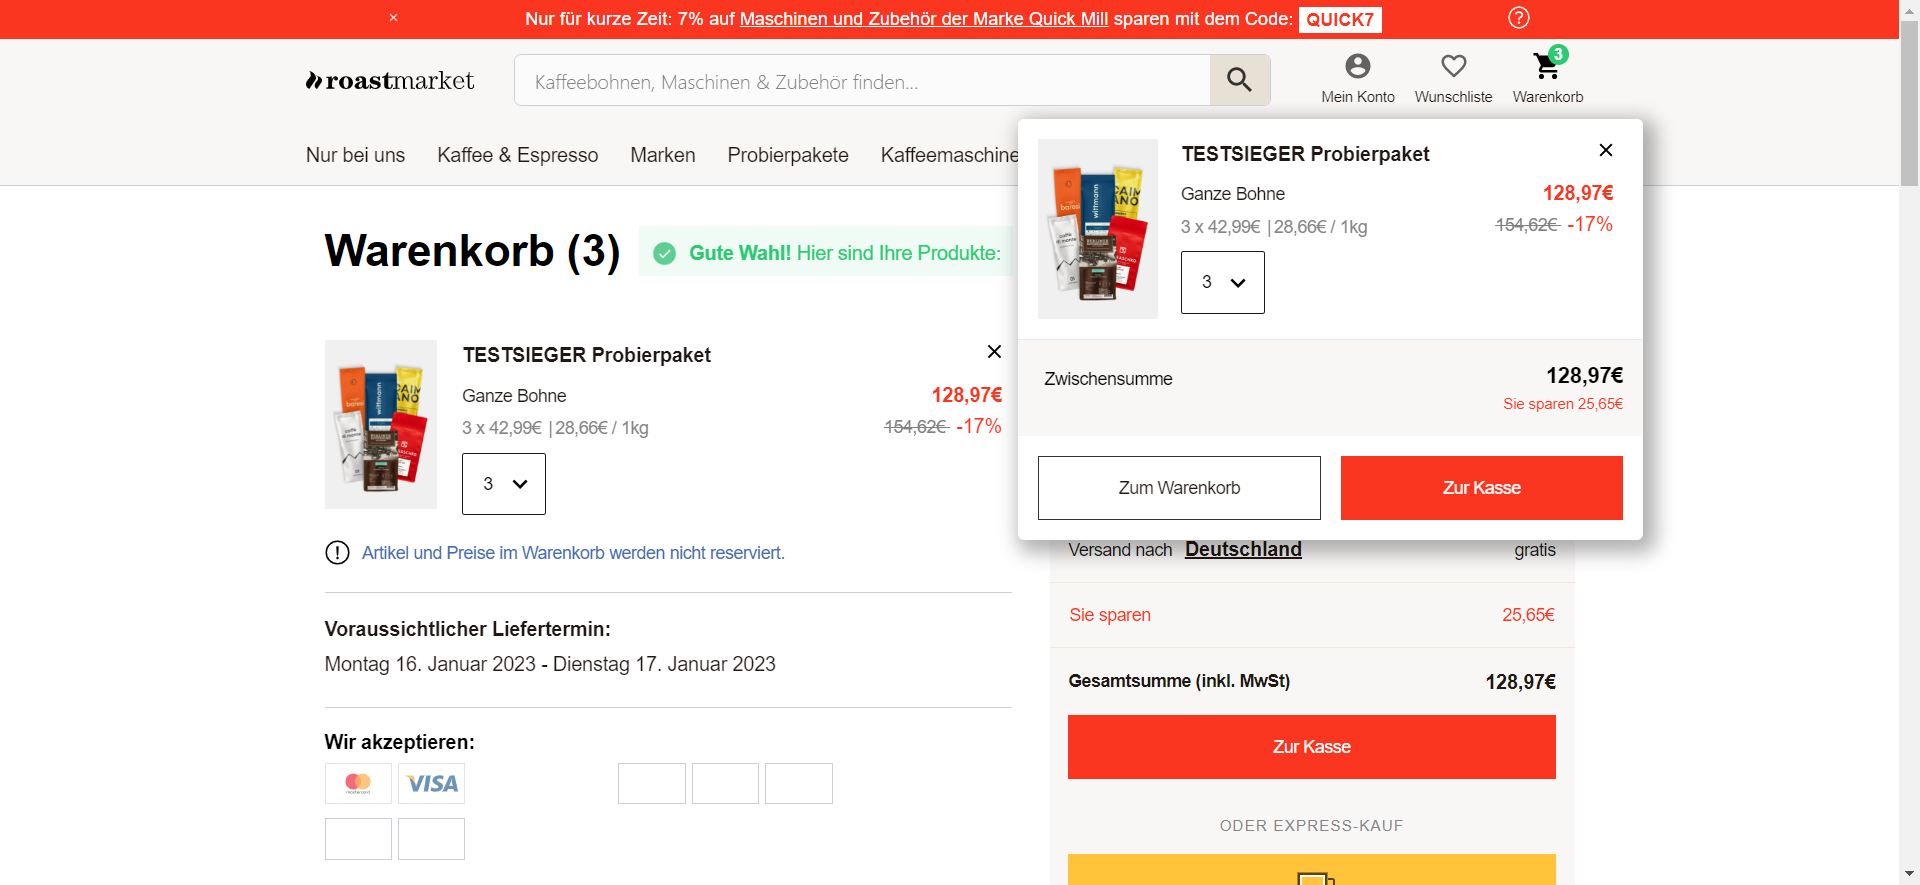 × Nur für kurze Zeit: 7% auf Maschinen und Zubehör der Marke Quick Mill sparen mit dem Code: QUICK7 ?
roastmarket
Kaffeebohnen, Maschinen & Zubehör finden...
3
Mein Konto Wunschliste Warenkorb
Nur bei uns Kaffee & Espresso Marken Probierpakete Kaffeemaschine
TESTSIEGER Probierpaket
Ganze Bohne 128,97€
3 x 42,99€ | 28,66€ / 1kg 154,62€ -17%
3
Zwischensumme 128,97€
Sie sparen 25,65€
Zum Warenkorb Zur Kasse
Warenkorb (3) Gute Wahl! Hier sind Ihre Produkte:
TESTSIEGER Probierpaket
Ganze Bohne 128,97€
3 x 42,99€ | 28,66€ / 1kg 154,62€ -17%
3
Artikel und Preise im Warenkorb werden nicht reserviert.
Voraussichtlicher Liefertermin:
Montag 16. Januar 2023 - Dienstag 17. Januar 2023
Wir akzeptieren:
mastercard VISA
Versand nach Deutschland gratis
Sie sparen 25,65€
Gesamtsumme (inkl. MwSt) 128,97€
Zur Kasse
ODER EXPRESS-KAUF